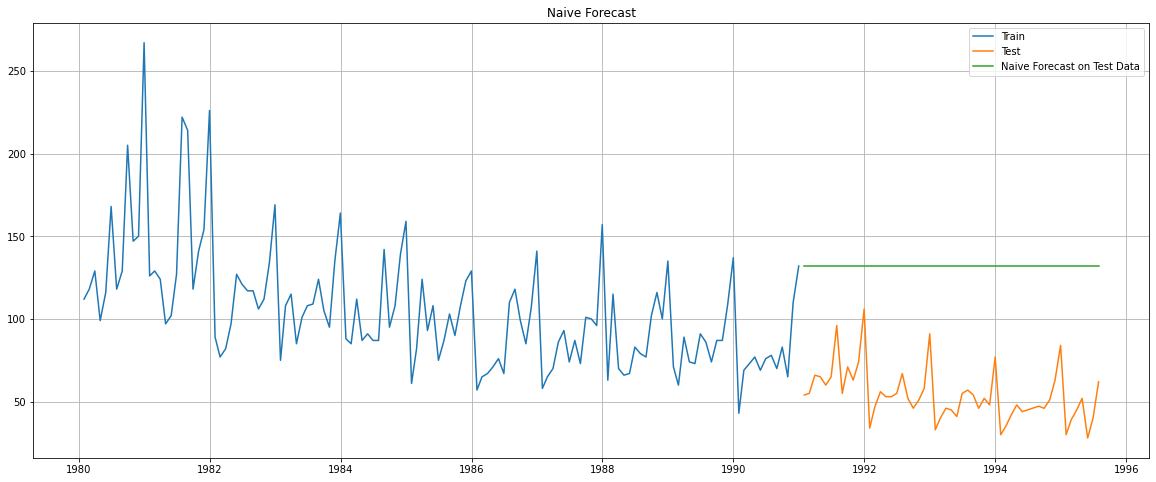 Naive Forecast
Train
Test
Naive Forecast on Test Data
250
200
150
100
50
1980 1982 1984 1986 1988 1990 1992 1994 1996